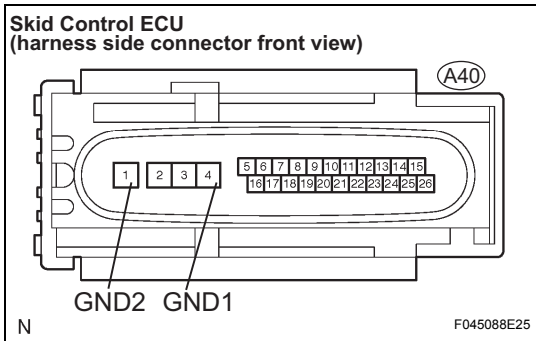 Skid Control ECU
(harness side connector front view)
A40
1 2 3 4 5 6 7 8 9 10 11 12 13 14 15
16 17 18 19 20 21 22 23 24 25 26
GND2 GND1
N F045088E25